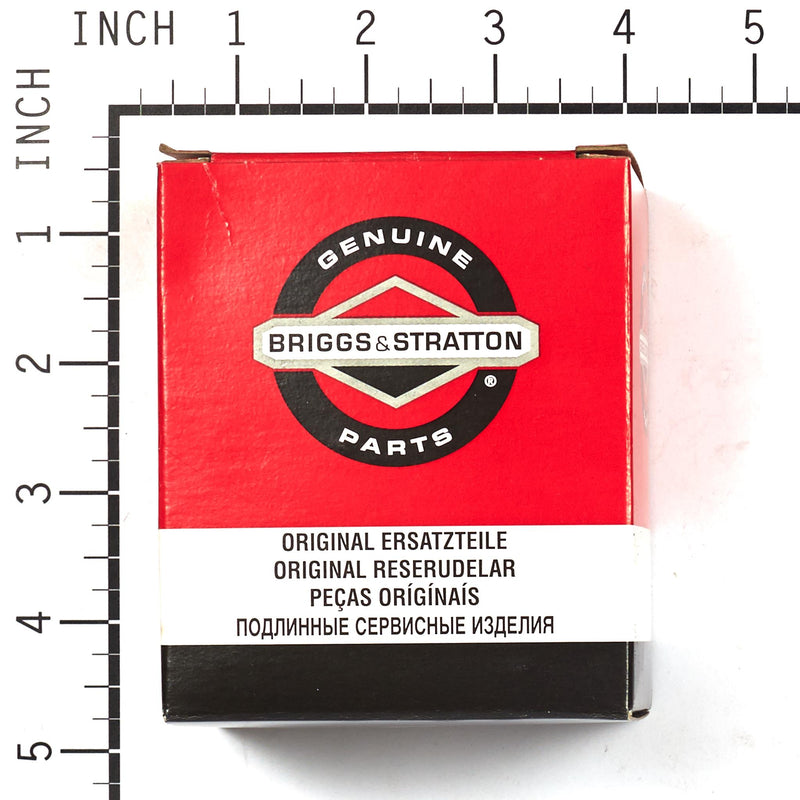 INCH 1 2 3 4 5
INCH
1
2
3
4
5
GENUINE
BRIGGS & STRATTON
®
PARTS
ORIGINAL ERSATZTEILE
ORIGINAL RESERUDELAR
PEÇAS ORÍGÍNAÍS
ПОДЛИННЫЕ СЕРВИСНЫЕ ИЗДЕЛИЯ